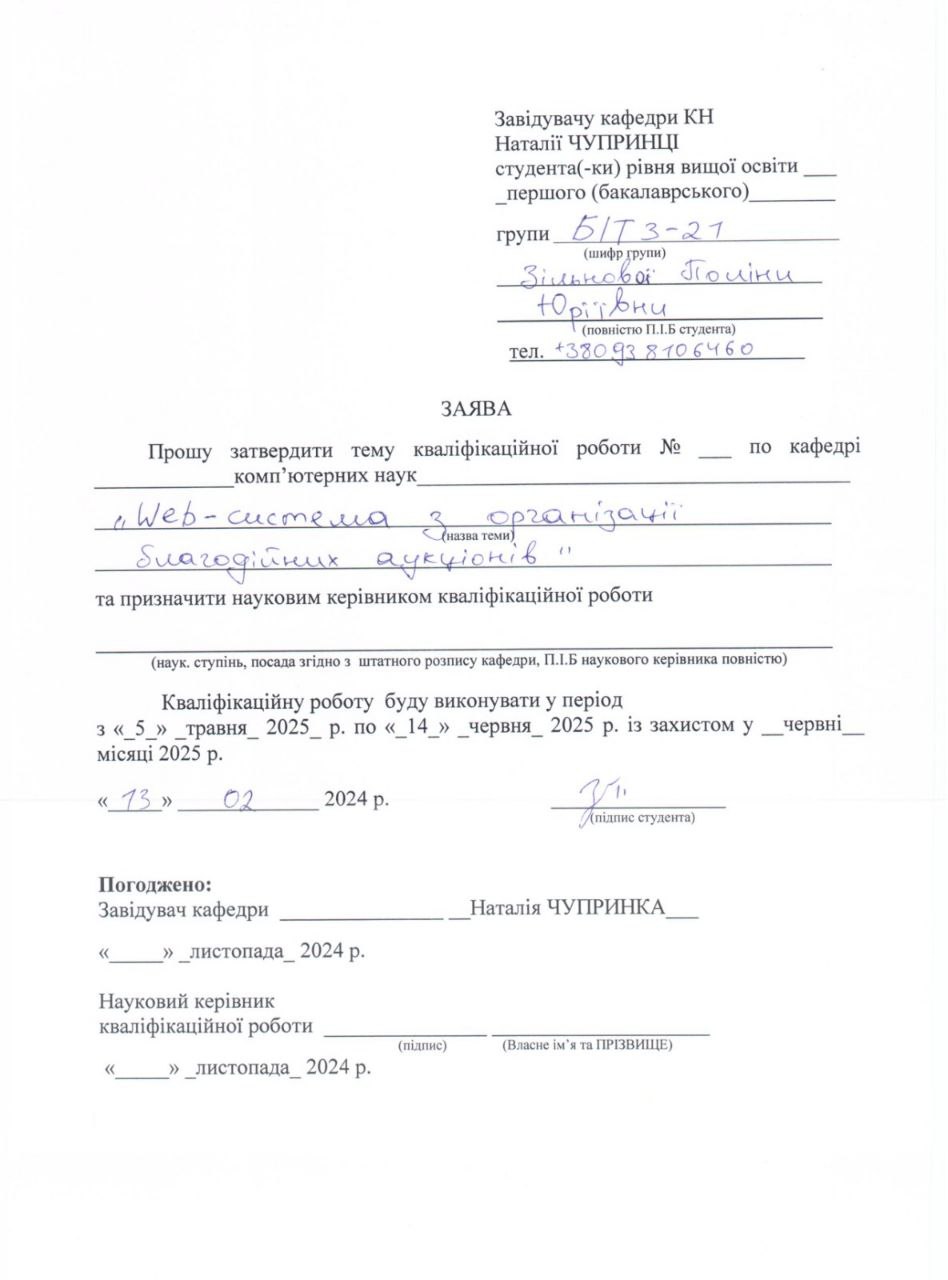 Завідувачу кафедри КН
Наталії ЧУПРИНЦІ
студента(-ки) рівня вищої освіти ___
_першого (бакалаврського)________
групи БІТ 3-21
(шифр групи)
Зільнової Поліни
Юріївни
(повністю П.І.Б студента)
тел. +380938106460
ЗАЯВА
Прошу затвердити тему кваліфікаційної роботи № ___ по кафедрі
_____________комп’ютерних наук________________________________________
„Web-система з організації
(назва теми)
благодійних аукціонів"
та призначити науковим керівником кваліфікаційної роботи
(наук. ступінь, посада згідно з штатного розпису кафедри, П.І.Б наукового керівника повністю)
Кваліфікаційну роботу буду виконувати у період
з «_5_» _травня_ 2025_ р. по «_14_» _червня_ 2025 р. із захистом у __червні__
місяці 2025 р.
«13» 02 2024 р.
(підпис студента)
Погоджено:
Завідувач кафедри _______________ __Наталія ЧУПРИНКА___
«_____» _листопада_ 2024 р.
Науковий керівник
кваліфікаційної роботи _______________ ____________________
(підпис) (Власне ім’я та ПРІЗВИЩЕ)
«_____» _листопада_ 2024 р.